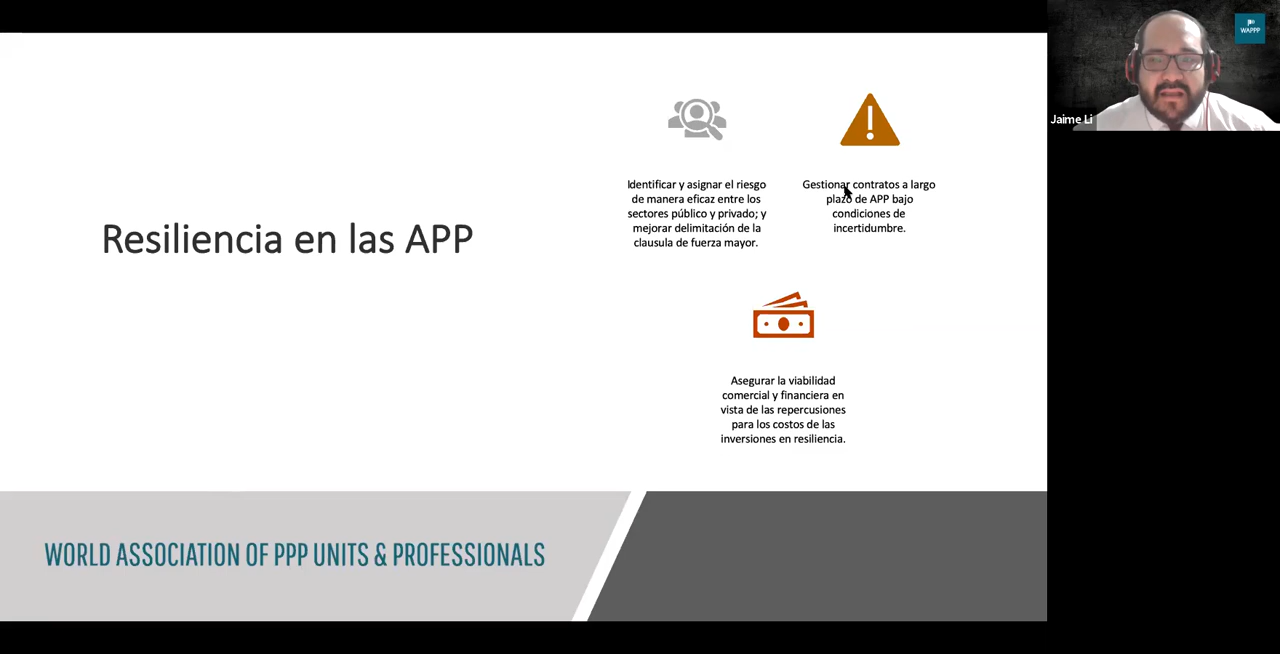 Resiliencia en las APP
Identificar y asignar el riesgo
de manera eficaz entre los
sectores público y privado; y
mejorar delimitación de la
clausula de fuerza mayor.
Gestionar contratos a largo
plazo de APP bajo
condiciones de
incertidumbre.
Asegurar la viabilidad
comercial y financiera en
vista de las repercusiones
para los costos de las
inversiones en resiliencia.
WORLD ASSOCIATION OF PPP UNITS & PROFESSIONALS
WAPPP
Jaime Li